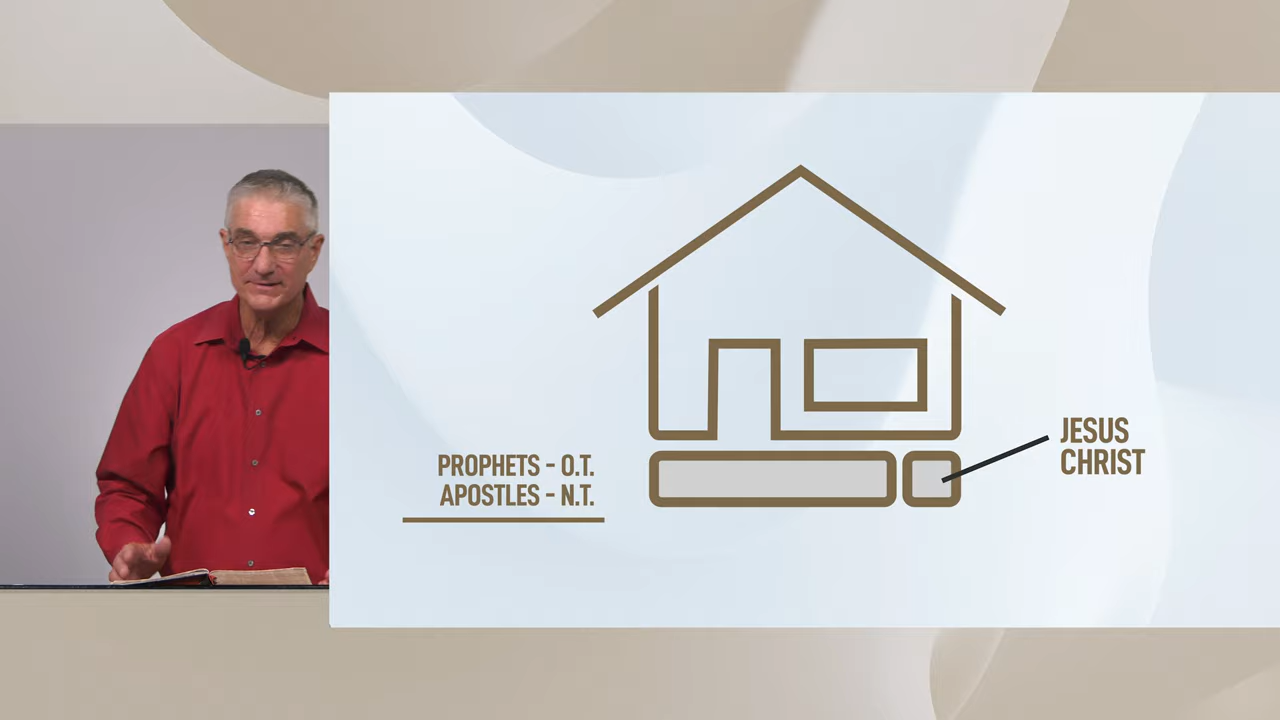 PROPHETS - O.T.
APOSTLES - N.T.
JESUS
CHRIST